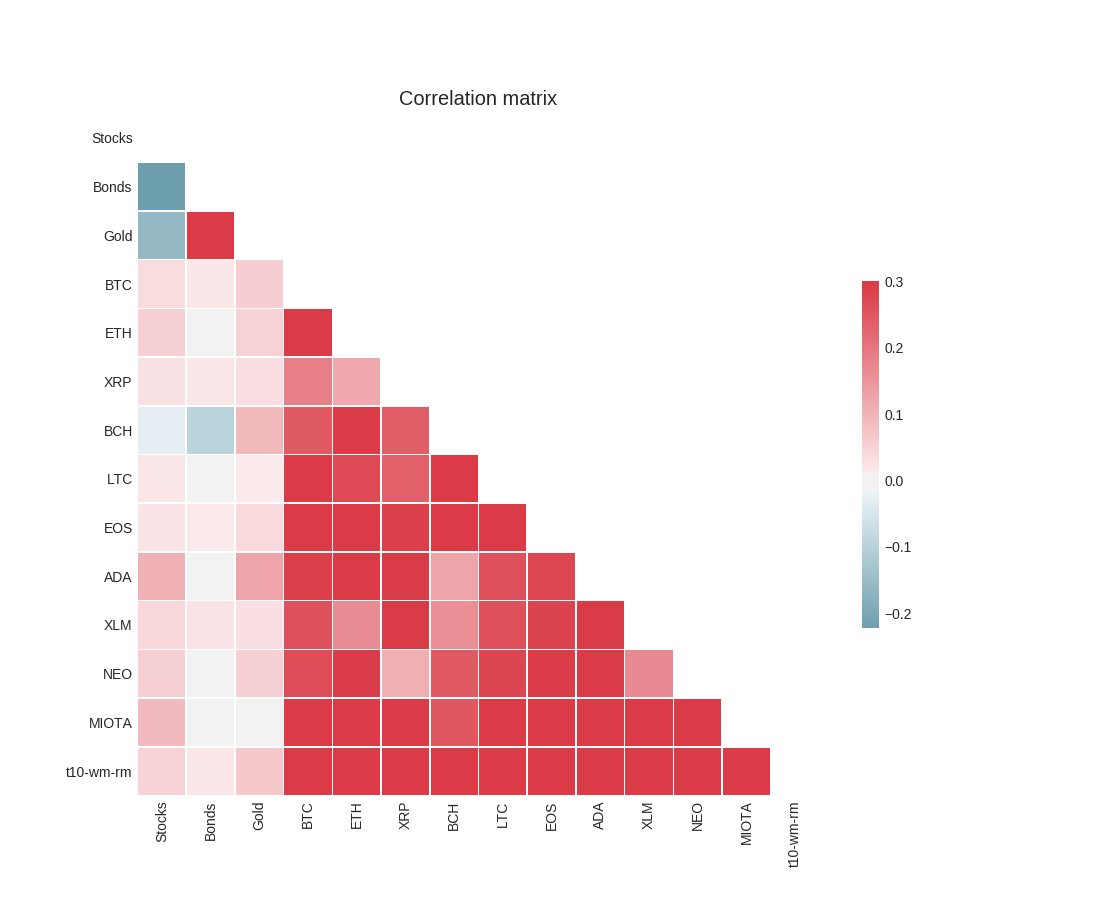 Correlation matrix
Stocks
Bonds
Gold
BTC
ETH
XRP
BCH
LTC
EOS
ADA
XLM
NEO
MIOTA
t10-wm-rm
Stocks
Bonds
Gold
BTC
ETH
XRP
BCH
LTC
EOS
ADA
XLM
NEO
MIOTA
t10-wm-rm
0.3
0.2
0.1
0.0
−0.1
−0.2